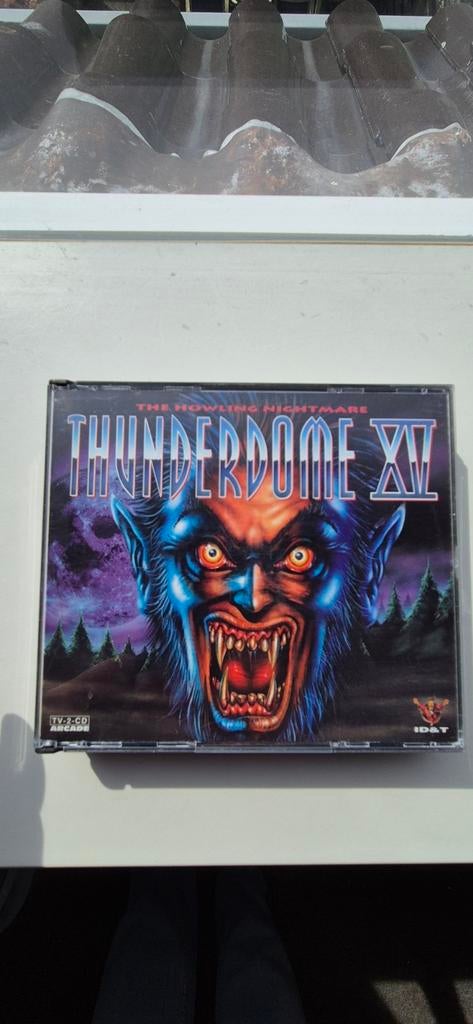 THE HOWLING NIGHTMARE
THUNDERDOME XV
TV-2-CD
ARCADE
ID&T